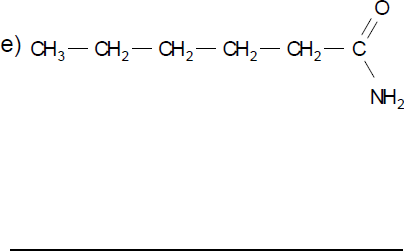 O
e) CH3 — CH2 — CH2 — CH2 — CH2 — C
NH2